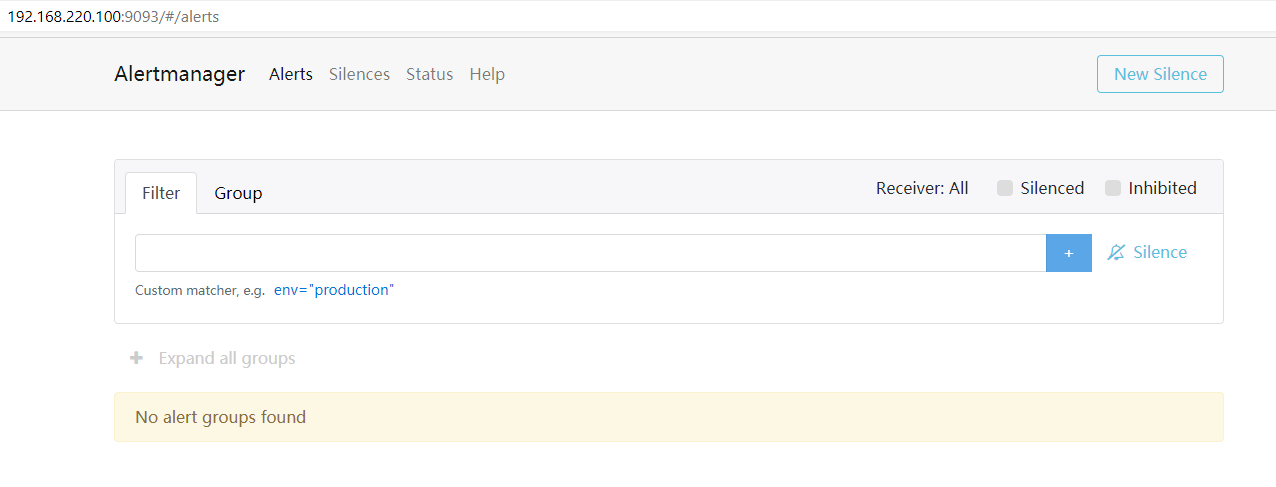 192.168.220.100:9093/#/alerts
Alertmanager Alerts Silences Status Help New Silence
Filter Group Receiver: All Silenced Inhibited
+ Silence
Custom matcher, e.g. env="production"
+ Expand all groups
No alert groups found